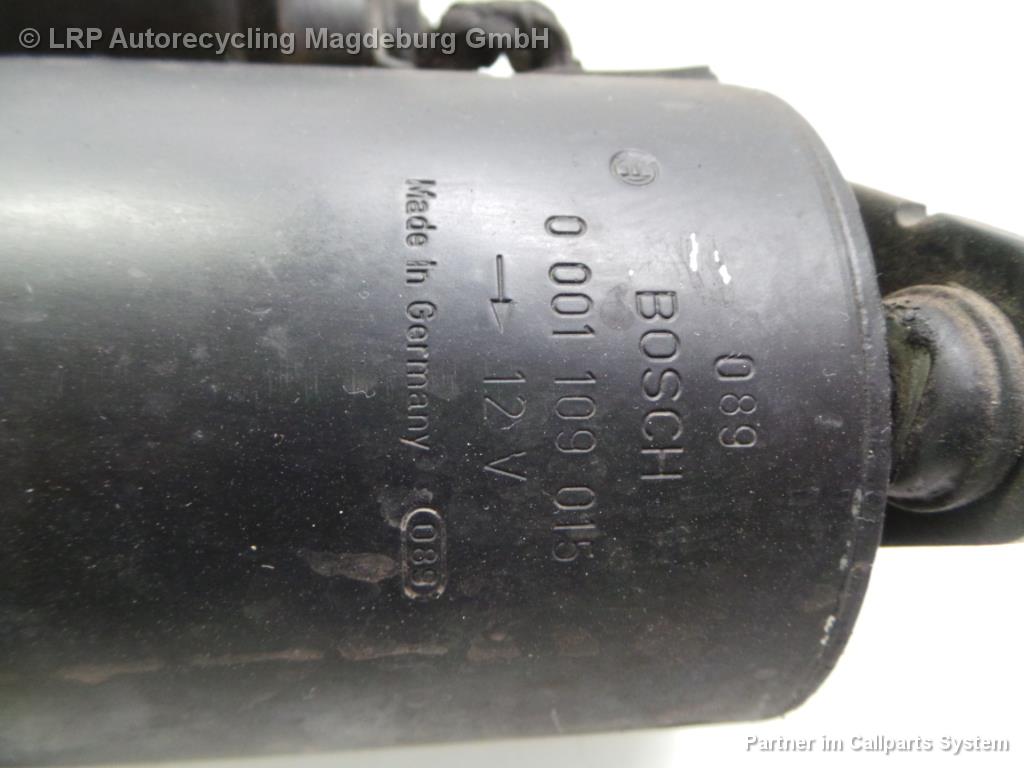 © LRP Autorecycling Magdeburg GmbH
089
BOSCH
0 001 109 015
→ 12 V
Made in Germany 089
Partner im Callparts System